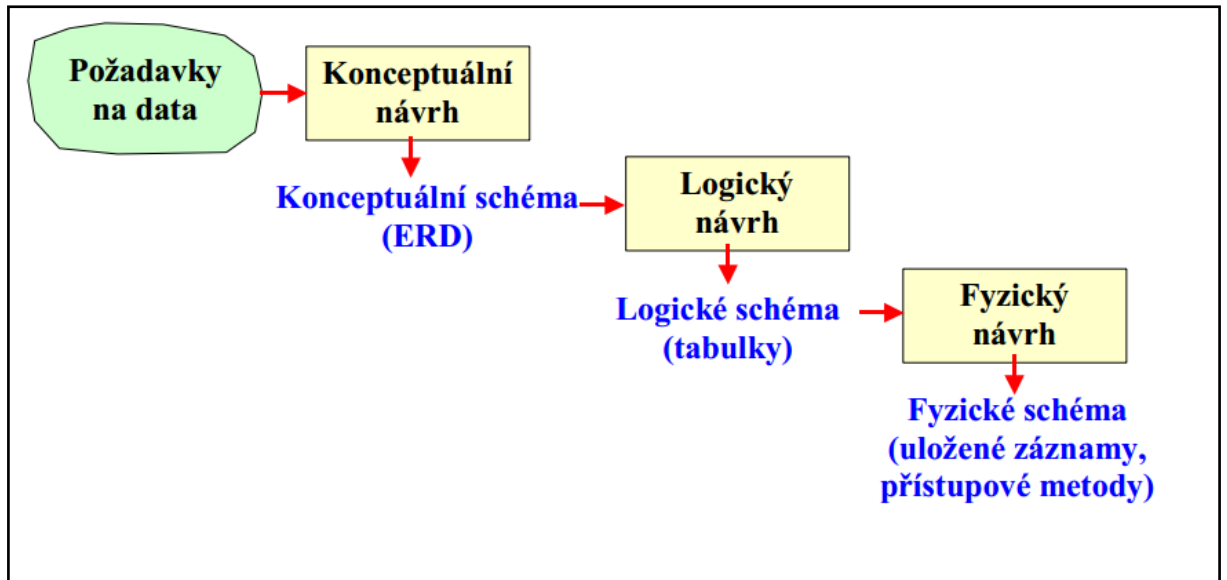 Požadavky
na data
Konceptuální
návrh
Konceptuální schéma
(ERD)
Logický
návrh
Logické schéma
(tabulky)
Fyzický
návrh
Fyzické schéma
(uložené záznamy,
přístupové metody)